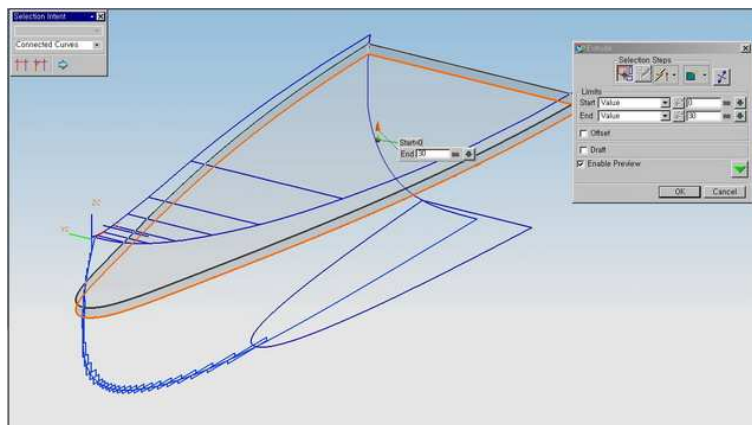 Selection Intent
Connected Curves
Extrude
Selection Steps
Limits
Start Value 0
End Value 30
Offset
Draft
Enable Preview
OK Cancel
Start=0
End 30
ZC
YC